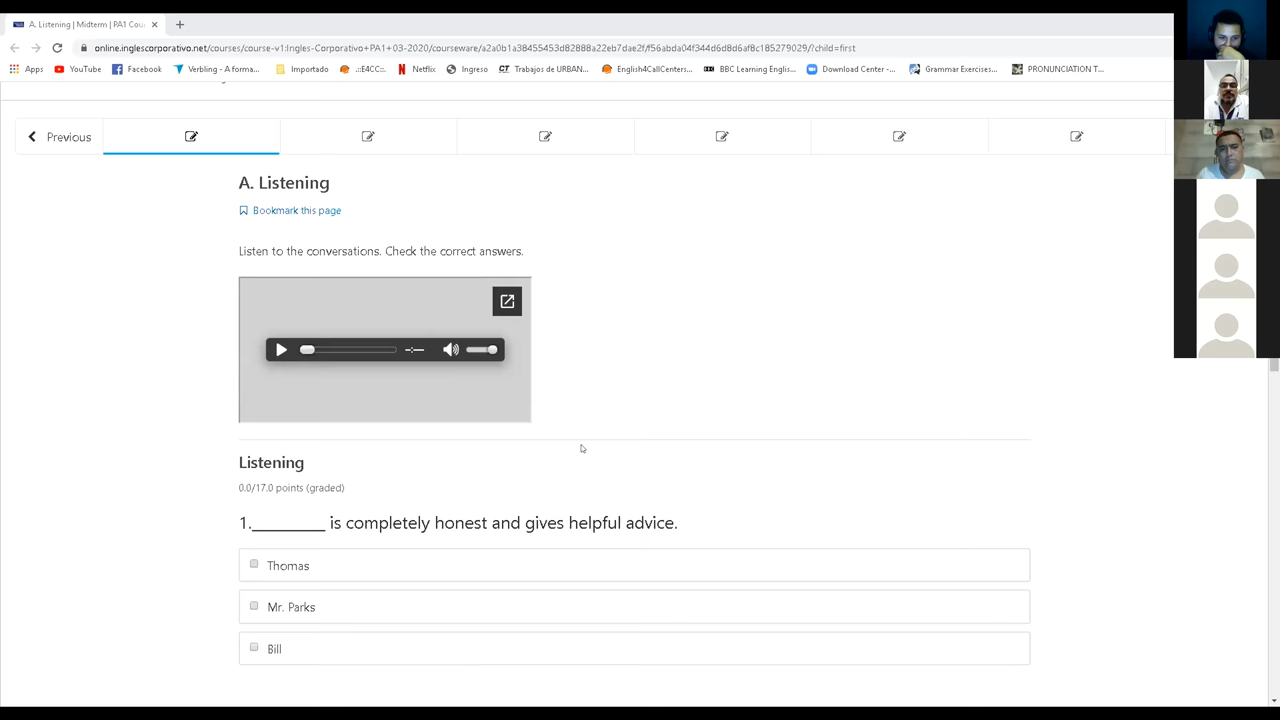 A. Listening | Midterm | PA1 Cou
online.inglescorporativo.net/courses/course-v1:Ingles-Corporativo+PA1+03-2020/courseware/a2a0b1a38455453d82888a22eb7dae2f/f56abda04f344d6d8d6af8c185279029/?child=first
Apps YouTube Facebook Verbling - A forma... Importado .::E4CC::. Netflix Ingreso Trabajos de URBAN... English4CallCenters... BBC Learning English... Download Center -... Grammar Exercises... PRONUNCIATION T...
Previous
A. Listening
Bookmark this page
Listen to the conversations. Check the correct answers.
Listening
0.0/17.0 points (graded)
1._________ is completely honest and gives helpful advice.
Thomas
Mr. Parks
Bill